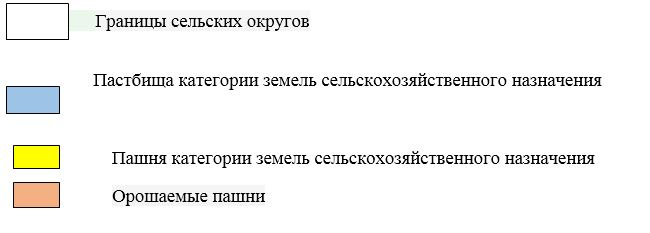 Границы сельских округов
Пастбища категории земель сельскохозяйственного назначения
Пашня категории земель сельскохозяйственного назначения
Орошаемые пашни